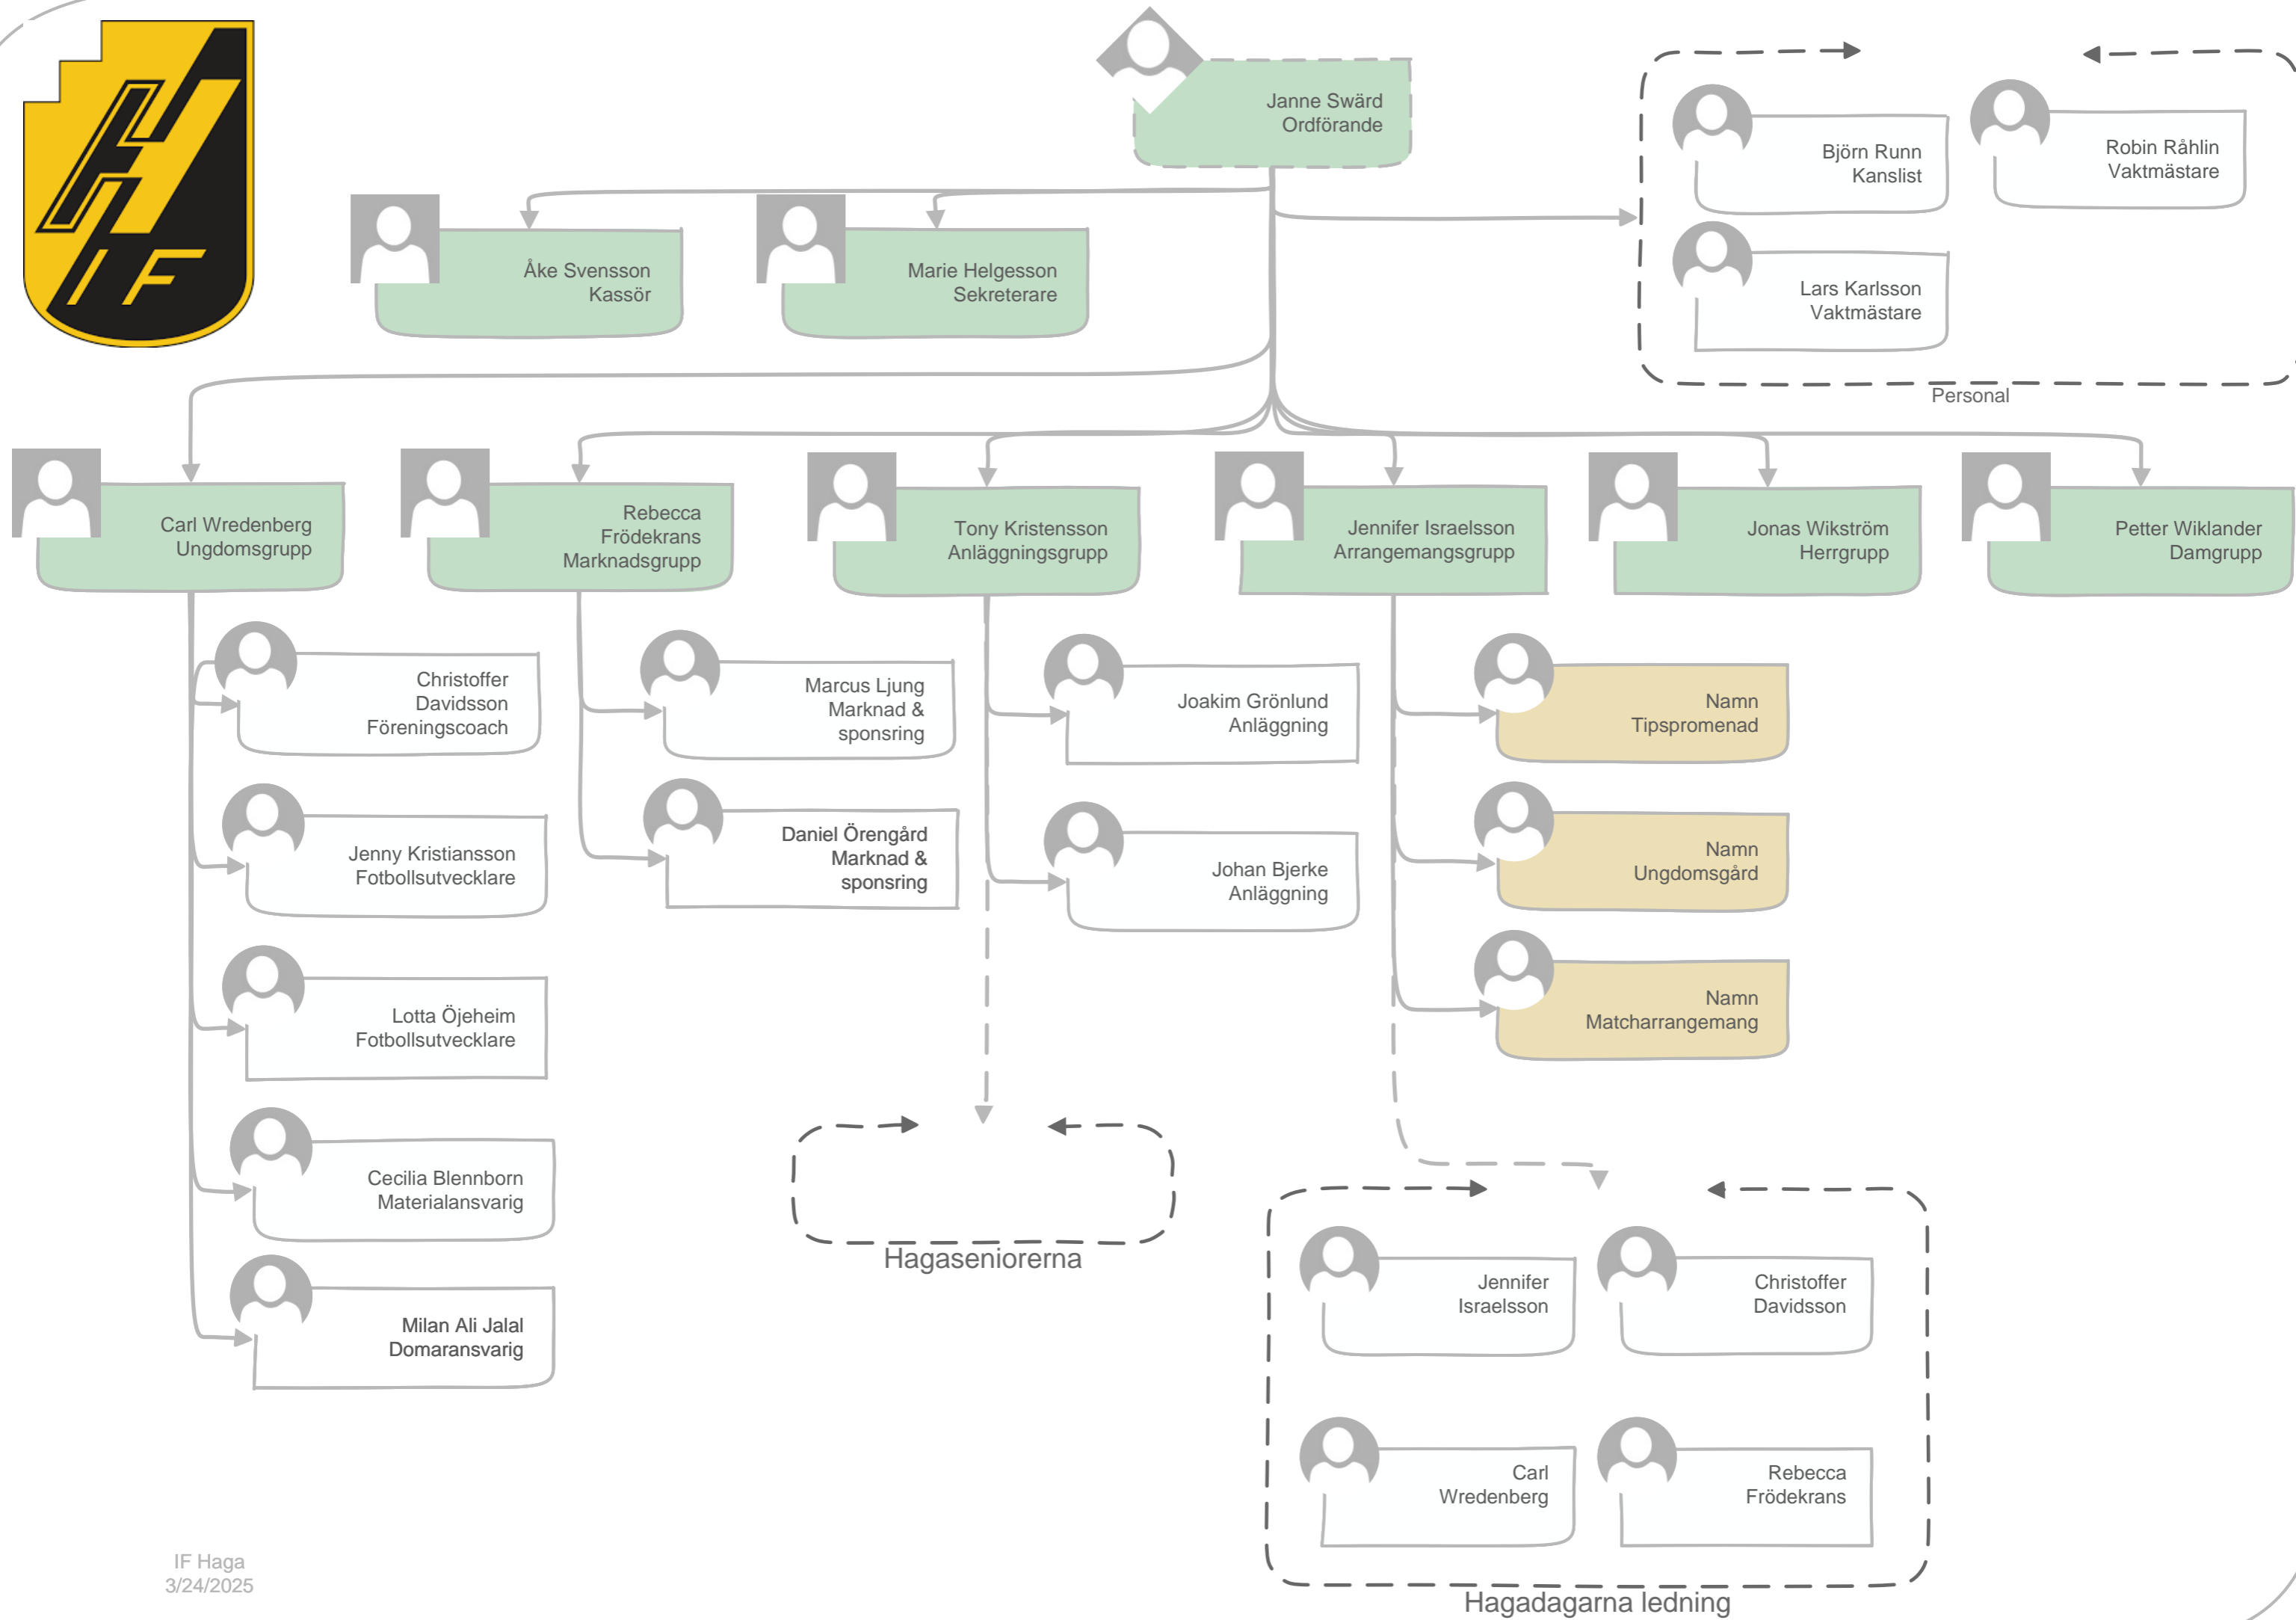 HH
IF
Janne Swärd
Ordförande
Björn Runn
Kanslist
Robin Råhlin
Vaktmästare
Lars Karlsson
Vaktmästare
Personal
Åke Svensson
Kassör
Marie Helgesson
Sekreterare
Carl Wredenberg
Ungdomsgrupp
Rebecca
Frödekrans
Marknadsgrupp
Tony Kristensson
Anläggningsgrupp
Jennifer Israelsson
Arrangemangsgrupp
Jonas Wikström
Herrgrupp
Petter Wiklander
Damgrupp
Christoffer
Davidsson
Föreningscoach
Jenny Kristiansson
Fotbollsutvecklare
Lotta Öjeheim
Fotbollsutvecklare
Cecilia Blennborn
Materialansvarig
Milan Ali Jalal
Domaransvarig
Marcus Ljung
Marknad &
sponsring
Daniel Örengård
Marknad &
sponsring
Joakim Grönlund
Anläggning
Johan Bjerke
Anläggning
Hagaseniorerna
Namn
Tipspromenad
Namn
Ungdomsgård
Namn
Matcharrangemang
Jennifer
Israelsson
Christoffer
Davidsson
Carl
Wredenberg
Rebecca
Frödekrans
Hagadagarna ledning
IF Haga
3/24/2025